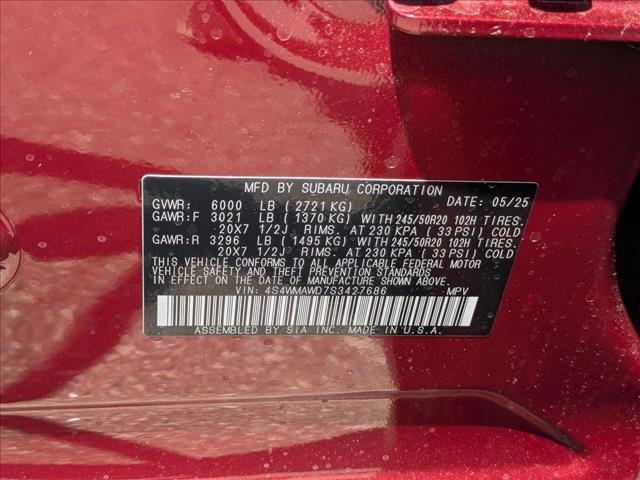 MFD BY SUBARU CORPORATION DATE: 05/25
GVWR: 6000 LB (2721 KG)
GAWR:F 3021 LB (1370 KG) WITH 245/50R20 102H TIRES.
20X7 1/2J RIMS. AT 230 KPA (33 PSI) COLD
GAWR:R 3296 LB (1495 KG) WITH 245/50R20 102H TIRES.
20X7 1/2J RIMS. AT 230 KPA (33 PSI) COLD
THIS VEHICLE CONFORMS TO ALL APPLICABLE FEDERAL MOTOR
VEHICLE SAFETY AND THEFT PREVENTION STANDARDS
IN EFFECT ON THE DATE OF MANUFACTURE SHOWN ABOVE.
VIN: 4S4WMAWD7S3427686 MPV
ASSEMBLED BY SIA INC. MADE IN U.S.A.